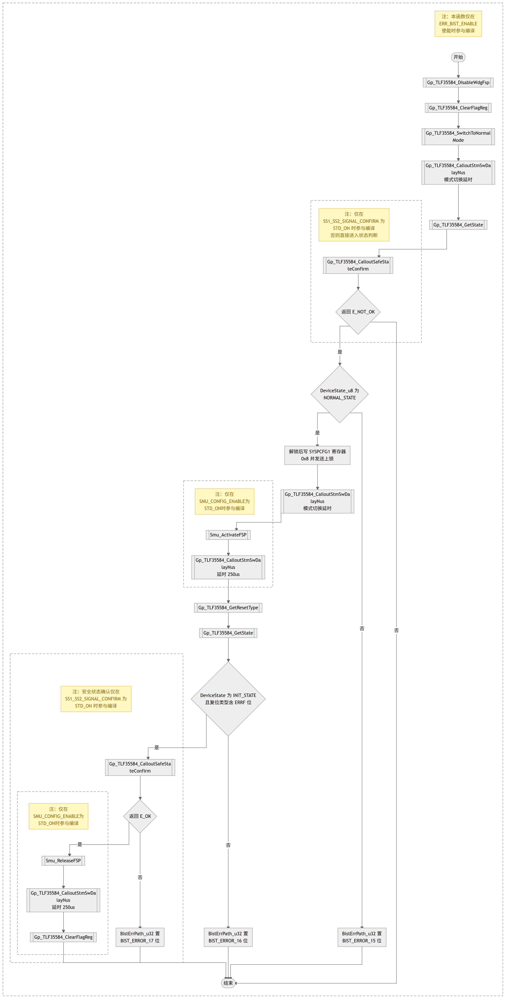 注：本函数仅在
ERR_BIST_ENABLE
使能时参与编译
开始
Gp_TLF35584_DisableWdgFsp
Gp_TLF35584_ClearFlagReg
Gp_TLF35584_SwitchToNormal
Mode
Gp_TLF35584_CalloutStmSwDa
layNus
模式切换延时
Gp_TLF35584_GetState
注：仅在
SS1_SS2_SIGNAL_CONFIRM 为
STD_ON 时参与编译
否则直接进入状态判断
Gp_TLF35584_CalloutSafeSta
teConfirm
返回 E_NOT_OK
是
DeviceState_u8 为
NORMAL_STATE
是
解锁后写 SYSPCFG1 寄存器
0x8 并发送上锁
Gp_TLF35584_CalloutStmSwDa
layNus
模式切换延时
注：仅在
SMU_CONFIG_ENABLE为
STD_ON时参与编译
Smu_ActivateFSP
Gp_TLF35584_CalloutStmSwDa
layNus
延时 250us
Gp_TLF35584_GetResetType
Gp_TLF35584_GetState
否
否
DeviceState 为 INIT_STATE
且复位类型含 ERRF 位
注：安全状态确认仅在
SS1_SS2_SIGNAL_CONFIRM 为
STD_ON 时参与编译
是
Gp_TLF35584_CalloutSafeSta
teConfirm
返回 E_OK
注：仅在
SMU_CONFIG_ENABLE为
STD_ON时参与编译
是
否
Smu_ReleaseFSP
否
Gp_TLF35584_CalloutStmSwDa
layNus
延时 250us
Gp_TLF35584_ClearFlagReg
BistErrPath_u32 置
BIST_ERROR_17 位
BistErrPath_u32 置
BIST_ERROR_16 位
BistErrPath_u32 置
BIST_ERROR_15 位
结束